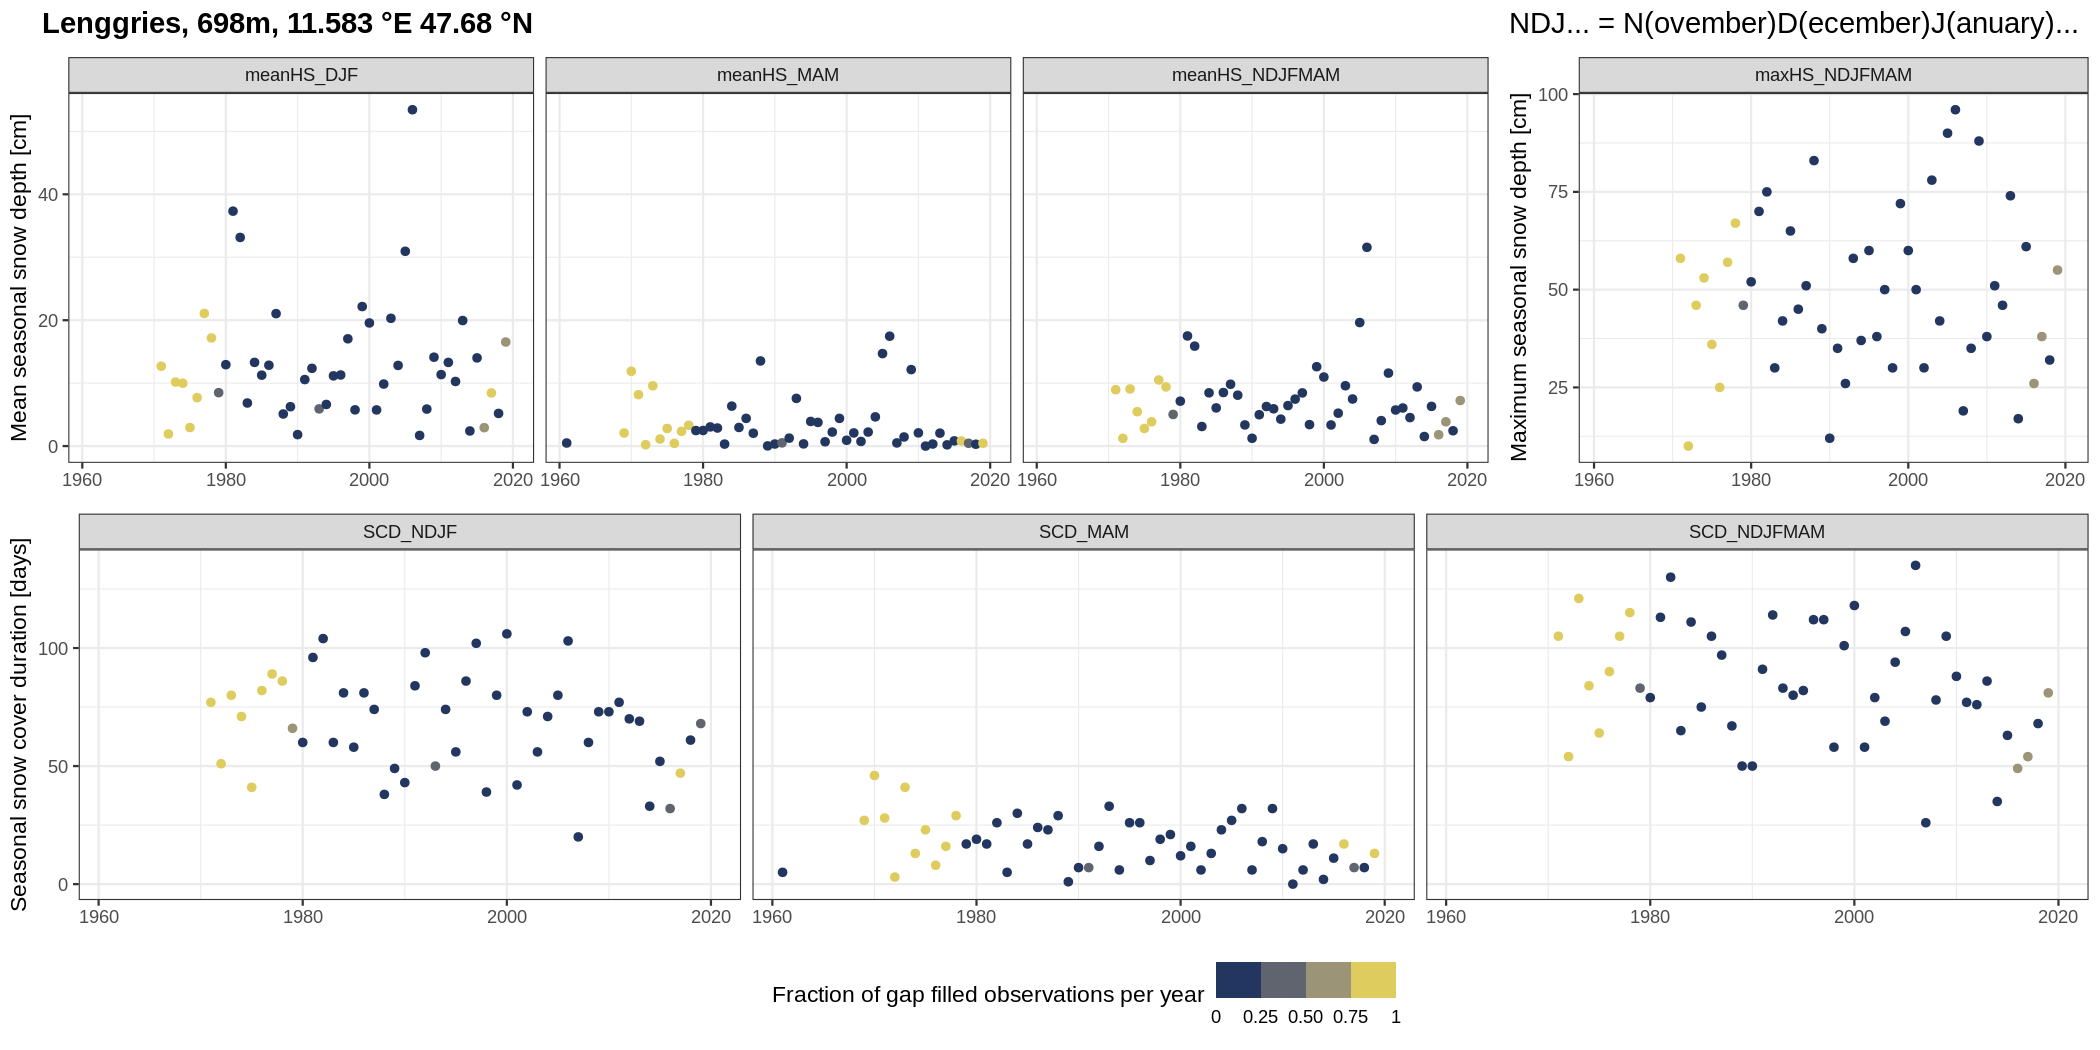 Lenggries, 698m, 11.583 °E 47.68 °N
NDJ... = N(ovember)D(ecember)J(anuary)...
meanHS_DJF
meanHS_MAM
meanHS_NDJFMAM
maxHS_NDJFMAM
Mean seasonal snow depth [cm]
40
20
0
1960 1980 2000 2020
1960 1980 2000 2020
1960 1980 2000 2020
Maximum seasonal snow depth [cm]
100
75
50
25
1960 1980 2000 2020
SCD_NDJF
SCD_MAM
SCD_NDJFMAM
Seasonal snow cover duration [days]
100
50
0
1960 1980 2000 2020
1960 1980 2000 2020
1960 1980 2000 2020
Fraction of gap filled observations per year
0 0.25 0.50 0.75 1